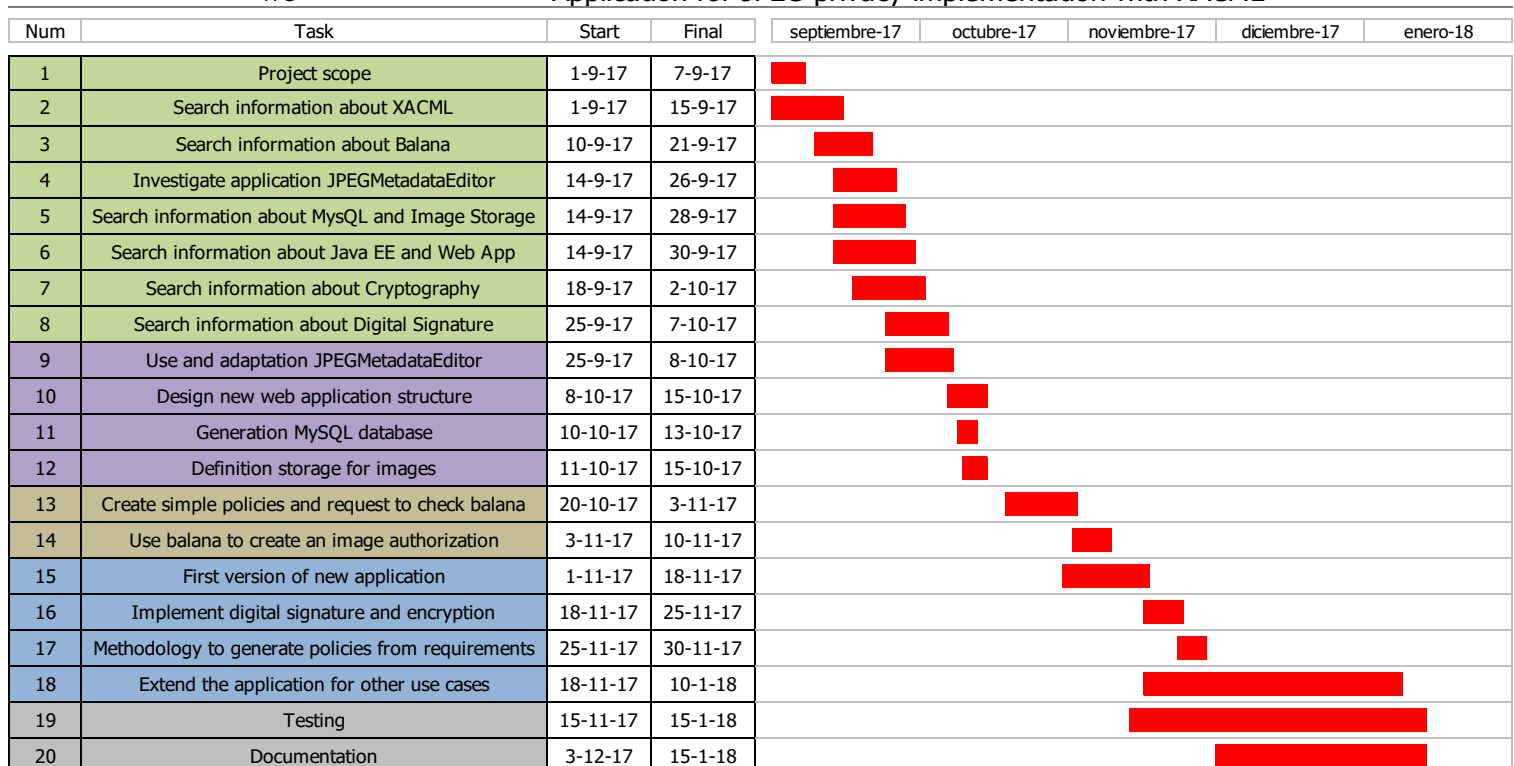 Application for JPEG privacy implementation with XACML
Num Task Start Final septiembre-17 octubre-17 noviembre-17 diciembre-17 enero-18
1 Project scope 1-9-17 7-9-17
2 Search information about XACML 1-9-17 15-9-17
3 Search information about Balana 10-9-17 21-9-17
4 Investigate application JPEGMetadataEditor 14-9-17 26-9-17
5 Search information about MysQL and Image Storage 14-9-17 28-9-17
6 Search information about Java EE and Web App 14-9-17 30-9-17
7 Search information about Cryptography 18-9-17 2-10-17
8 Search information about Digital Signature 25-9-17 7-10-17
9 Use and adaptation JPEGMetadataEditor 25-9-17 8-10-17
10 Design new web application structure 8-10-17 15-10-17
11 Generation MySQL database 10-10-17 13-10-17
12 Definition storage for images 11-10-17 15-10-17
13 Create simple policies and request to check balana 20-10-17 3-11-17
14 Use balana to create an image authorization 3-11-17 10-11-17
15 First version of new application 1-11-17 18-11-17
16 Implement digital signature and encryption 18-11-17 25-11-17
17 Methodology to generate policies from requirements 25-11-17 30-11-17
18 Extend the application for other use cases 18-11-17 10-1-18
19 Testing 15-11-17 15-1-18
20 Documentation 3-12-17 15-1-18